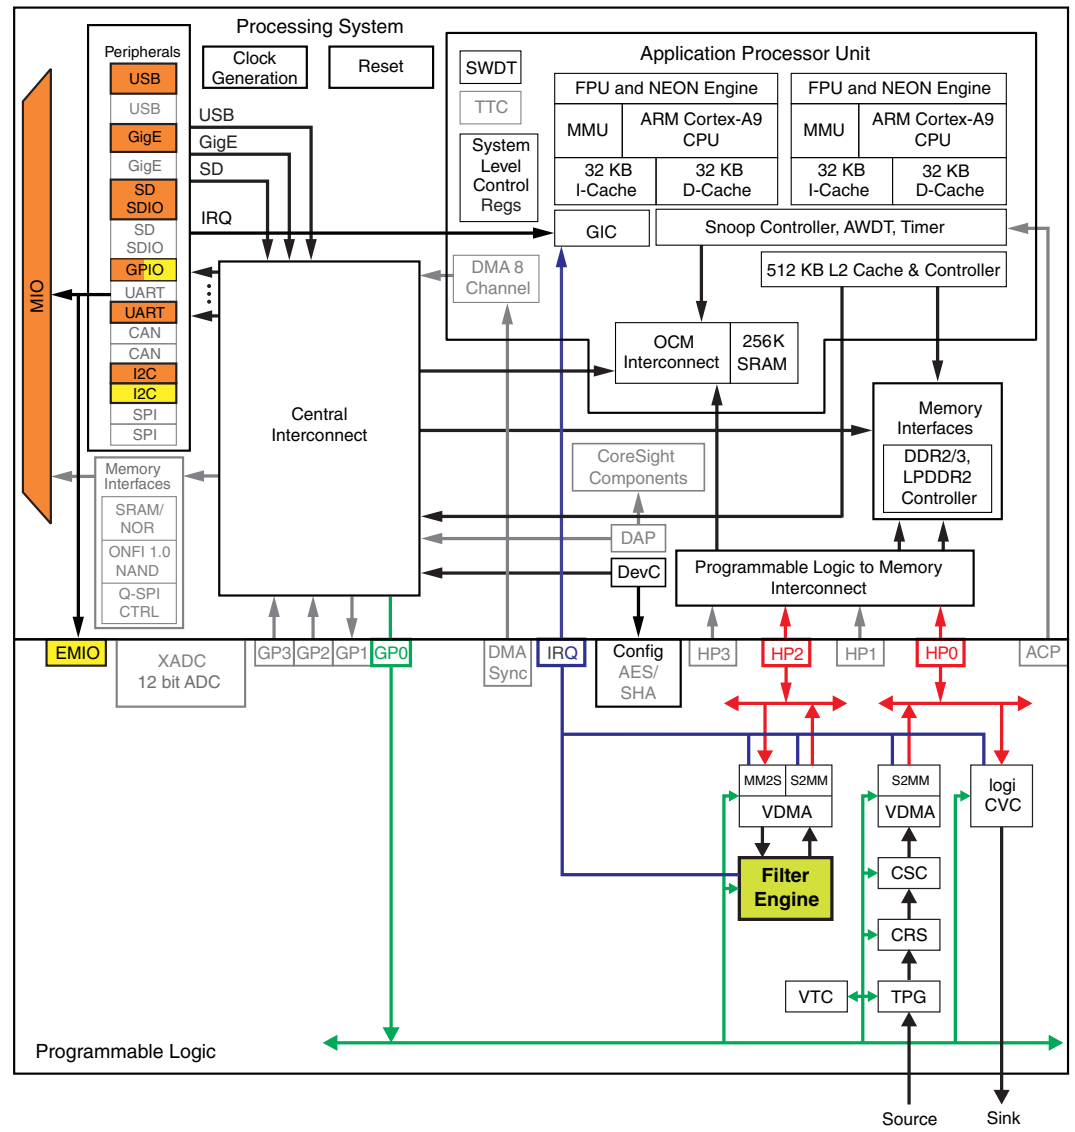 Processing System
Peripherals
USB
USB
GigE
GigE
SD
SDIO
SD
SDIO
GPIO
UART
UART
CAN
CAN
I2C
I2C
SPI
SPI
MIO
Clock
Generation
Reset
USB
GigE
SD
IRQ
Application Processor Unit
SWDT
TTC
System
Level
Control
Regs
FPU and NEON Engine
MMU
ARM Cortex-A9
CPU
32 KB
I-Cache
32 KB
D-Cache
FPU and NEON Engine
MMU
ARM Cortex-A9
CPU
32 KB
I-Cache
32 KB
D-Cache
GIC
Snoop Controller, AWDT, Timer
DMA 8
Channel
512 KB L2 Cache & Controller
OCM
Interconnect
256K
SRAM
Central
Interconnect
Memory
Interfaces
DDR2/3,
LPDDR2
Controller
CoreSight
Components
Memory
Interfaces
SRAM/
NOR
ONFI 1.0
NAND
Q-SPI
CTRL
DAP
DevC
Programmable Logic to Memory
Interconnect
EMIO
XADC
12 bit ADC
GP3
GP2
GP1
GP0
DMA
Sync
IRQ
Config
AES/
SHA
HP3
HP2
HP1
HP0
ACP
MM2S
S2MM
VDMA
S2MM
VDMA
logi
CVC
Filter
Engine
CSC
CRS
VTC
TPG
Programmable Logic
Source
Sink